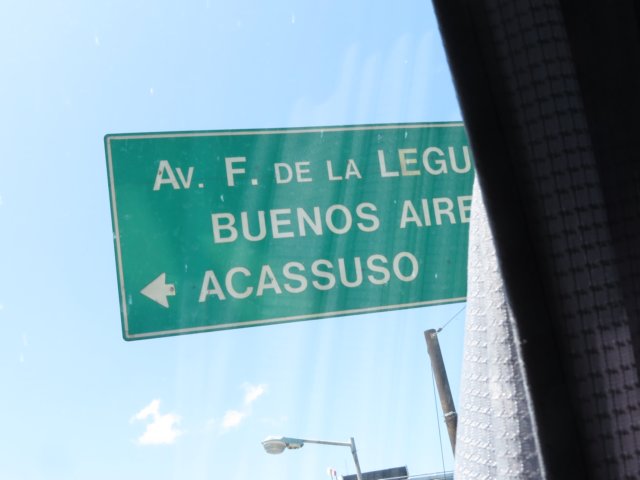 Av. F. DE LA LEGU
BUENOS AIRE
ACASSUSO